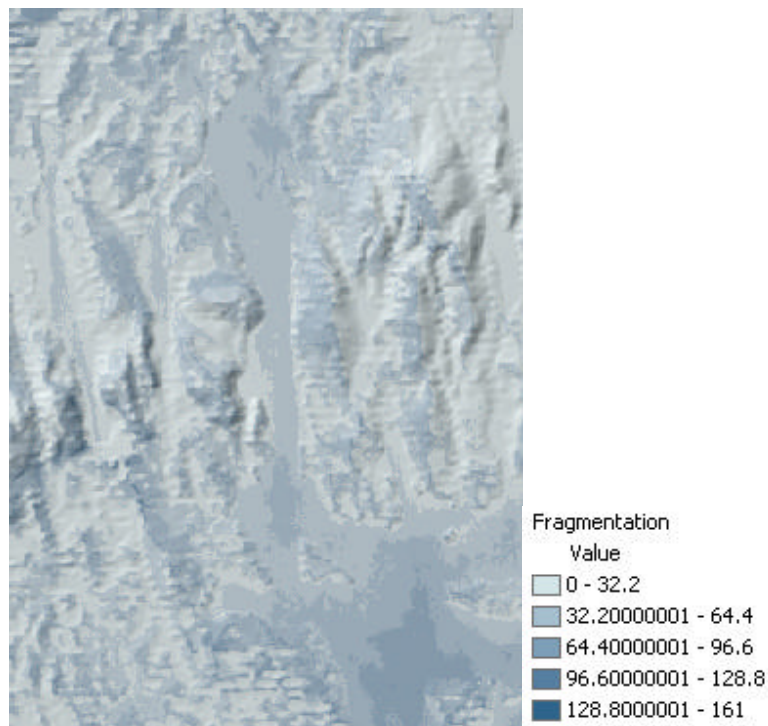 Fragmentation
Value
0 - 32.2
32.20000001 - 64.4
64.40000001 - 96.6
96.60000001 - 128.8
128.8000001 - 161